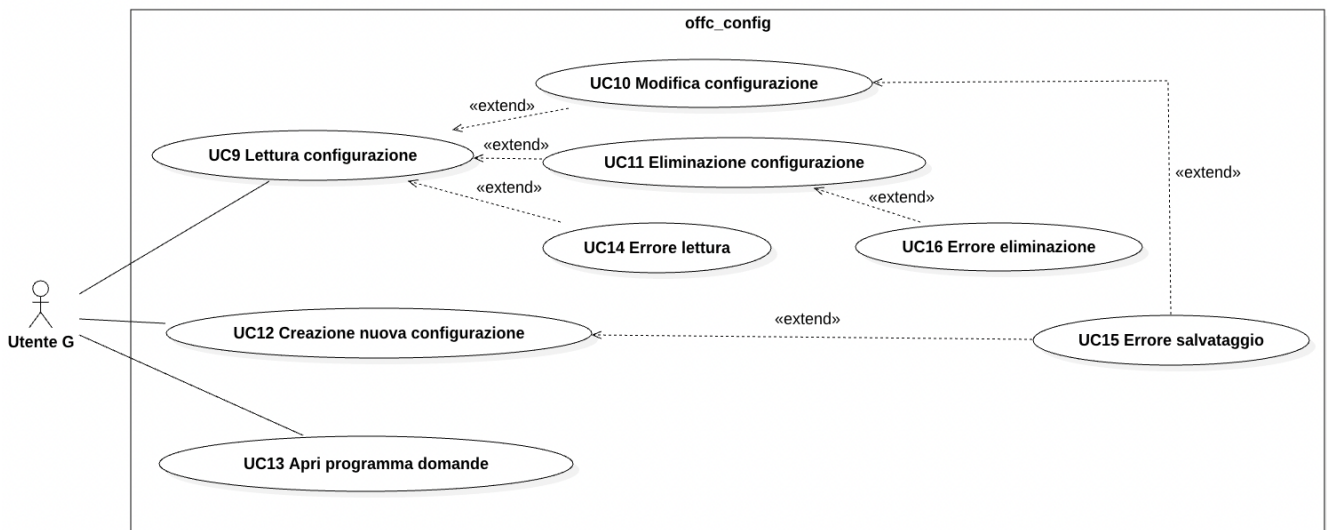 offc_config
UC10 Modifica configurazione
«extend»
UC9 Lettura configurazione
«extend»
UC11 Eliminazione configurazione
«extend»
«extend»
«extend»
UC14 Errore lettura
UC16 Errore eliminazione
Utente G
UC12 Creazione nuova configurazione
«extend»
UC15 Errore salvataggio
UC13 Apri programma domande